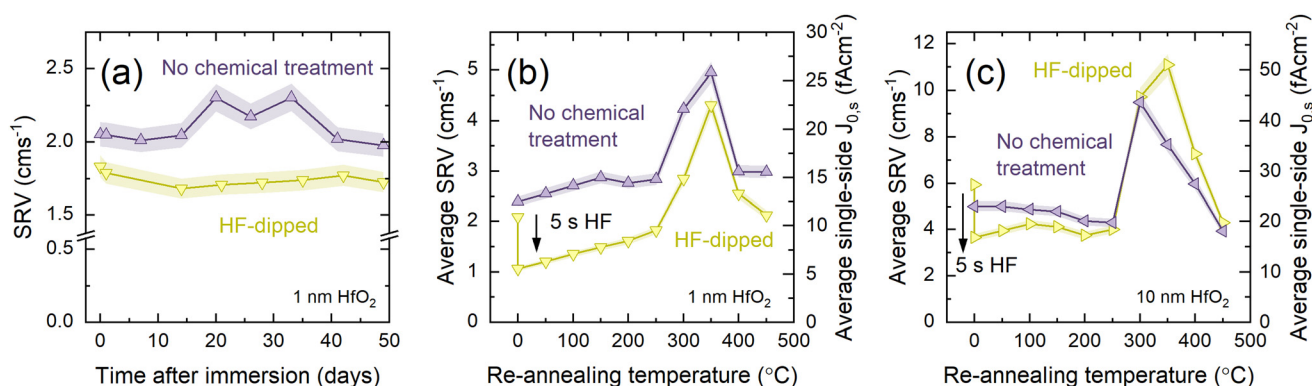 (a)
No chemical treatment
HF-dipped
1 nm HfO₂
SRV (cms⁻¹)
2.5
2.0
1.5
0.5
0.0
0 10 20 30 40 50
Time after immersion (days)
(b)
No chemical
treatment
5 s HF
HF-dipped
1 nm HfO₂
Average SRV (cms⁻¹)
5
4
3
2
1
0
Average single-side J₀,ₛ (fAcm⁻²)
30
25
20
15
10
5
0
0 100 200 300 400 500
Re-annealing temperature (°C)
(c)
HF-dipped
No chemical
treatment
5 s HF
10 nm HfO₂
Average SRV (cms⁻¹)
12
10
8
6
4
2
0
Average single-side J₀,ₛ (fAcm⁻²)
50
40
30
20
10
0
0 100 200 300 400 500
Re-annealing temperature (°C)